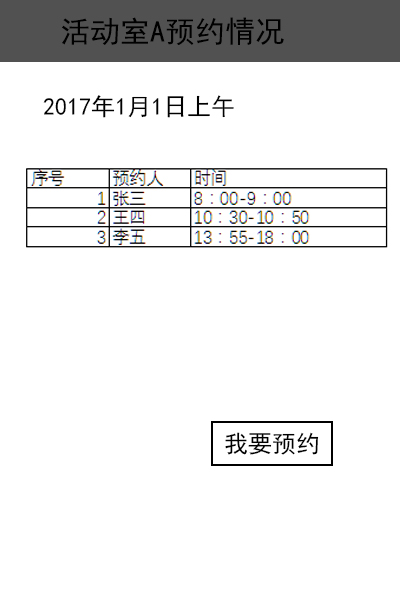 活动室A预约情况
2017年1月1日上午
序号 预约人 时间
1 张三 8：00-9：00
2 王四 10：30-10：50
3 李五 13：55-18：00
我要预约